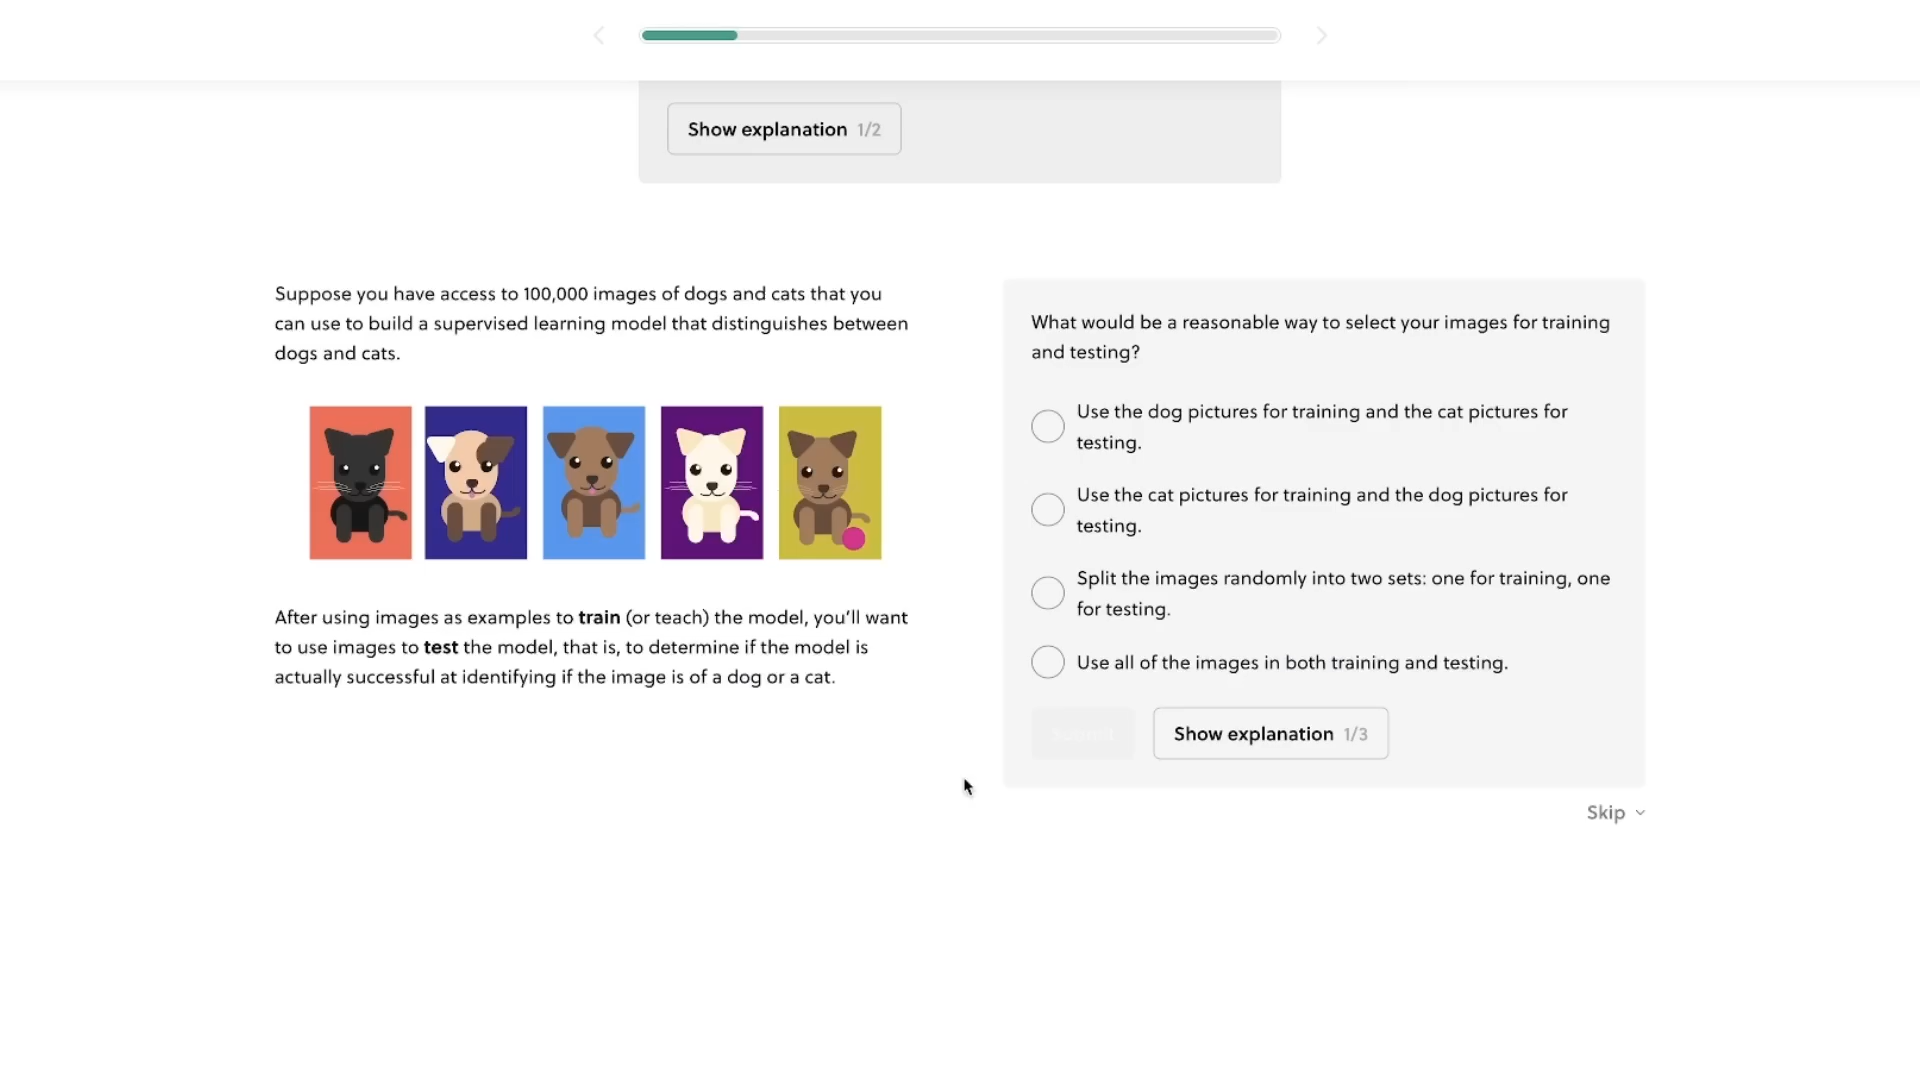 Show explanation 1/2
Suppose you have access to 100,000 images of dogs and cats that you
can use to build a supervised learning model that distinguishes between
dogs and cats.
After using images as examples to train (or teach) the model, you'll want
to use images to test the model, that is, to determine if the model is
actually successful at identifying if the image is of a dog or a cat.
What would be a reasonable way to select your images for training
and testing?
Use the dog pictures for training and the cat pictures for
testing.
Use the cat pictures for training and the dog pictures for
testing.
Split the images randomly into two sets: one for training, one
for testing.
Use all of the images in both training and testing.
Submit
Show explanation 1/3
Skip